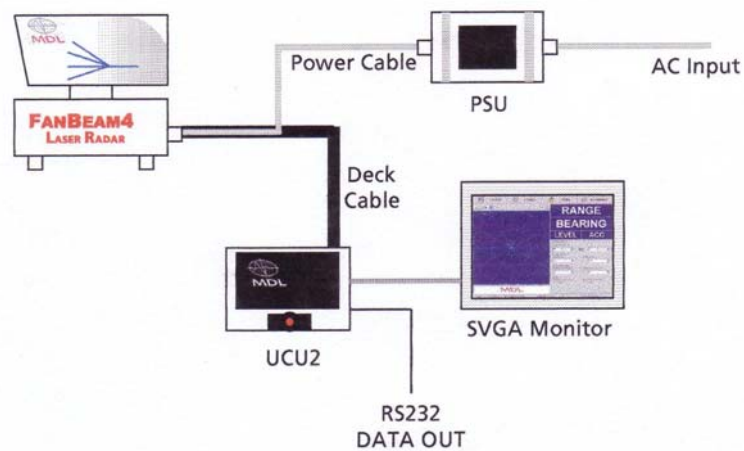 MDL
FANBEAM4
LASER RADAR
Power Cable
PSU
AC Input
Deck
Cable
MDL
UCU2
RANGE
BEARING
LEVEL ACC
MDL
SVGA Monitor
RS232
DATA OUT